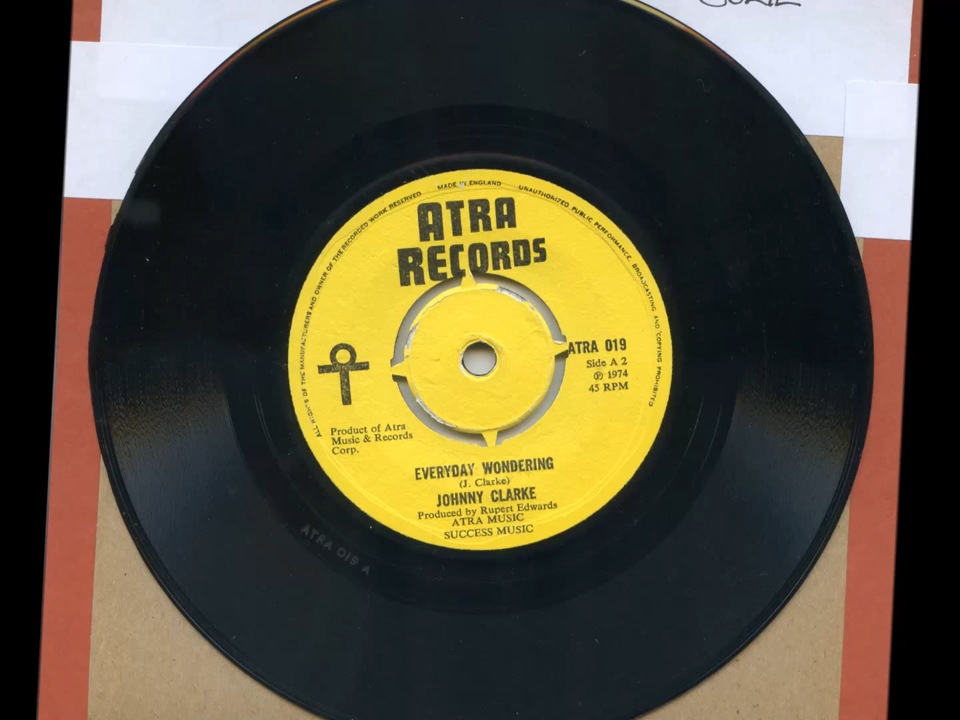 ALL RIGHTS OF THE MANUFACTURERS AND OWNER OF THE RECORDED WORK RESERVED MADE IN ENGLAND UNAUTHORIZED PUBLIC PERFORMANCE, BROADCASTING AND COPYING PROHIBITED
ATRA
RECORDS
ATRA 019
Side A 2
℗ 1974
45 RPM
Product of Atra
Music & Records
Corp.
EVERYDAY WONDERING
(J. Clarke)
JOHNNY CLARKE
Produced by Rupert Edwards
ATRA MUSIC
SUCCESS MUSIC
ATRA 019 A